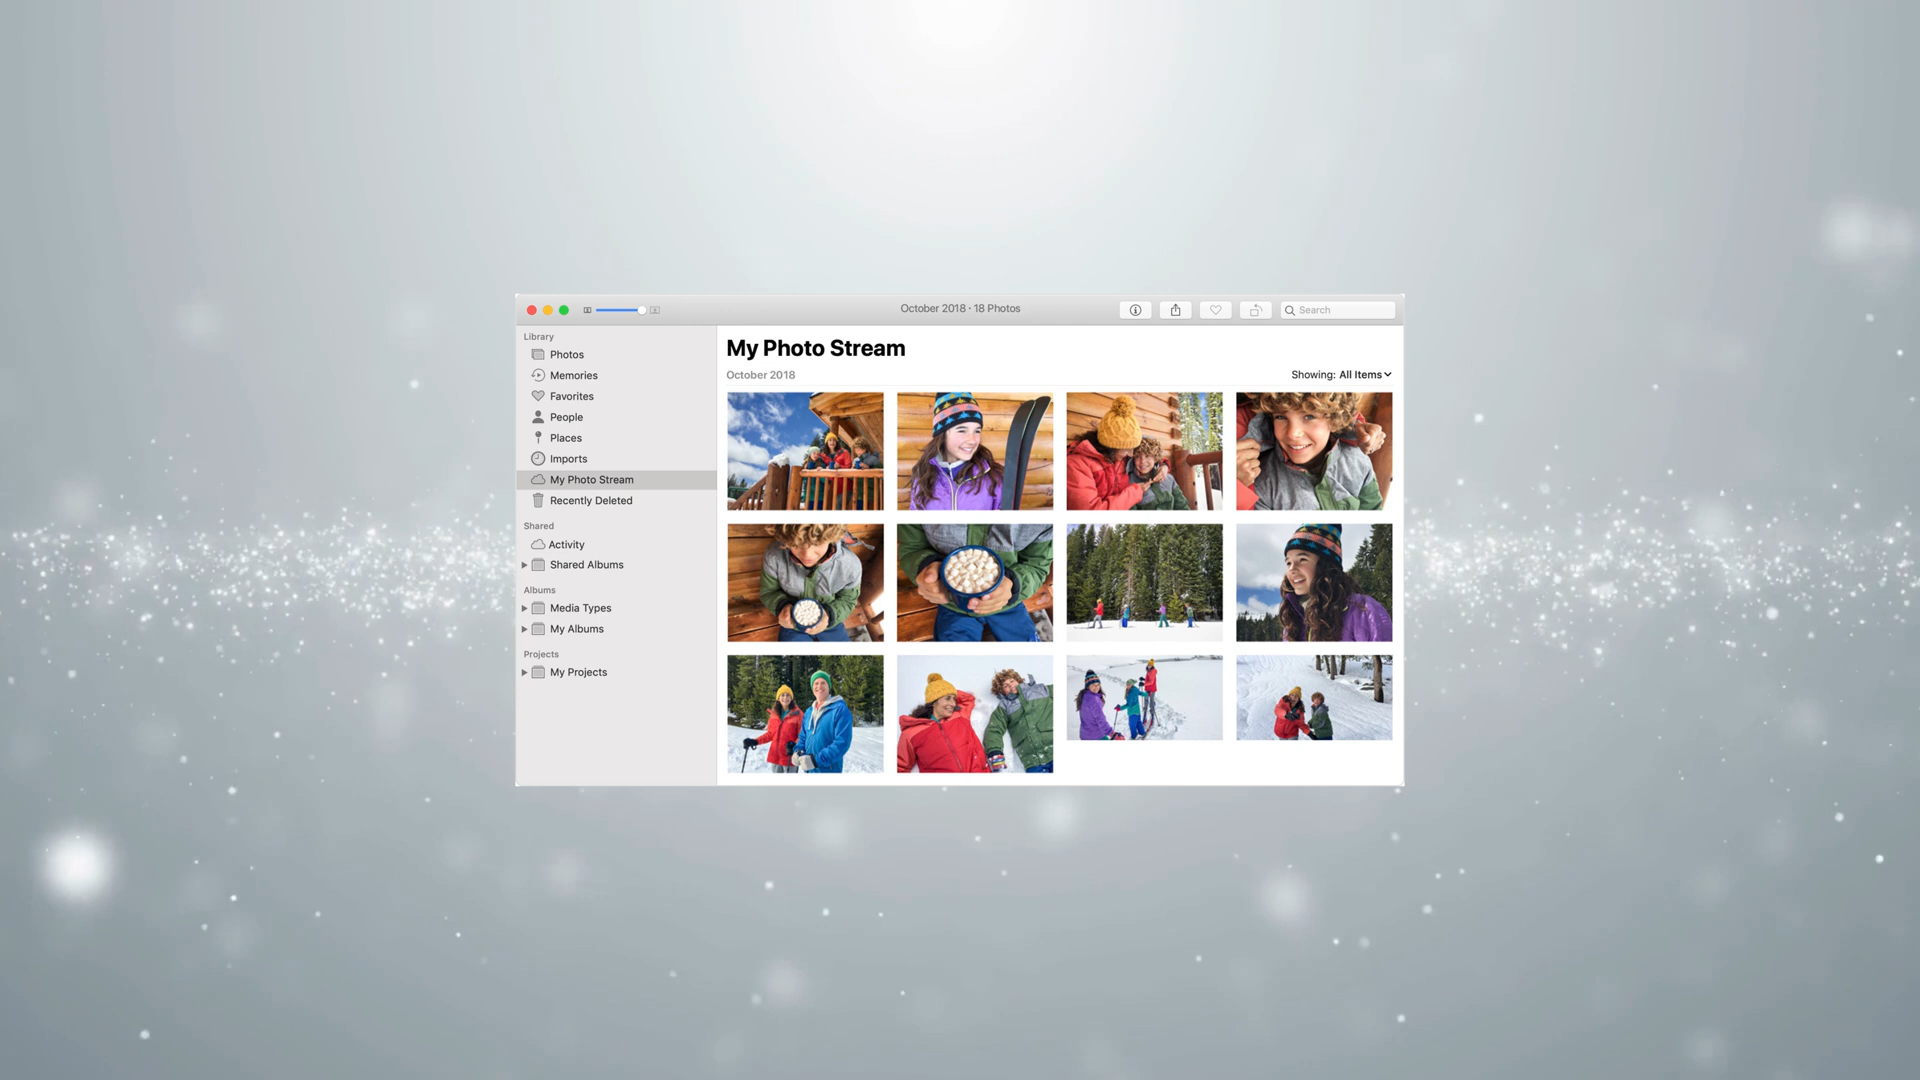 October 2018 · 18 Photos
Search
Library
Photos
Memories
Favorites
People
Places
Imports
My Photo Stream
Recently Deleted
Shared
Activity
Shared Albums
Albums
Media Types
My Albums
Projects
My Projects
My Photo Stream
October 2018
Showing: All Items